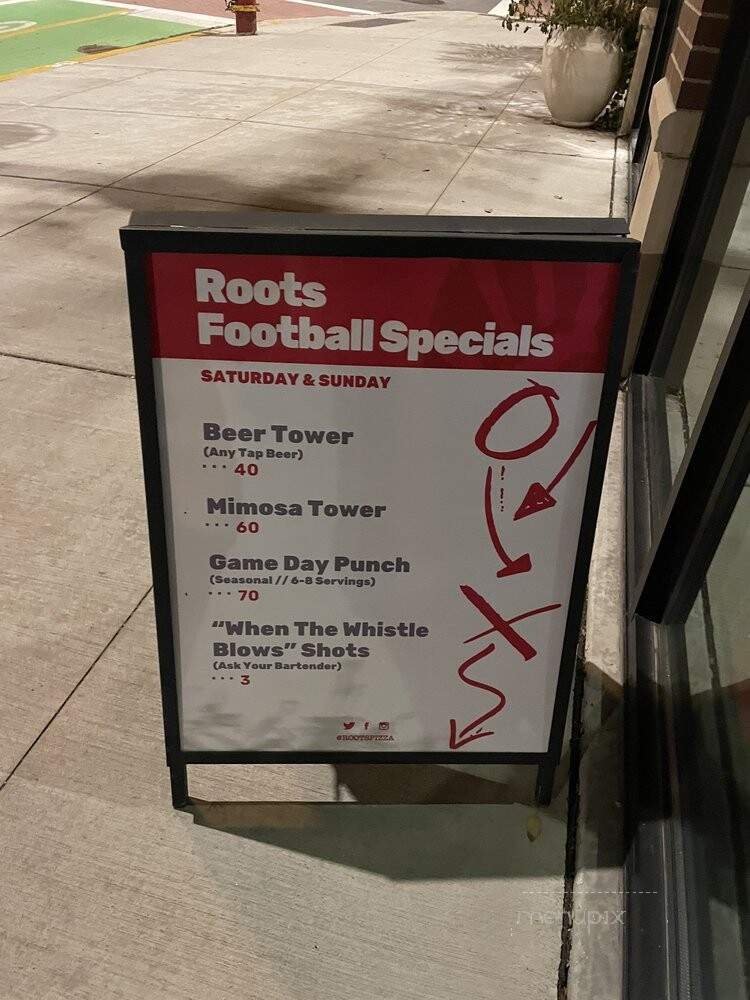 Roots
Football Specials
SATURDAY & SUNDAY
Beer Tower
(Any Tap Beer)
... 40
Mimosa Tower
... 60
Game Day Punch
(Seasonal // 6-8 Servings)
... 70
"When The Whistle
Blows" Shots
(Ask Your Bartender)
... 3
@ROOTSPIZZA
menupix